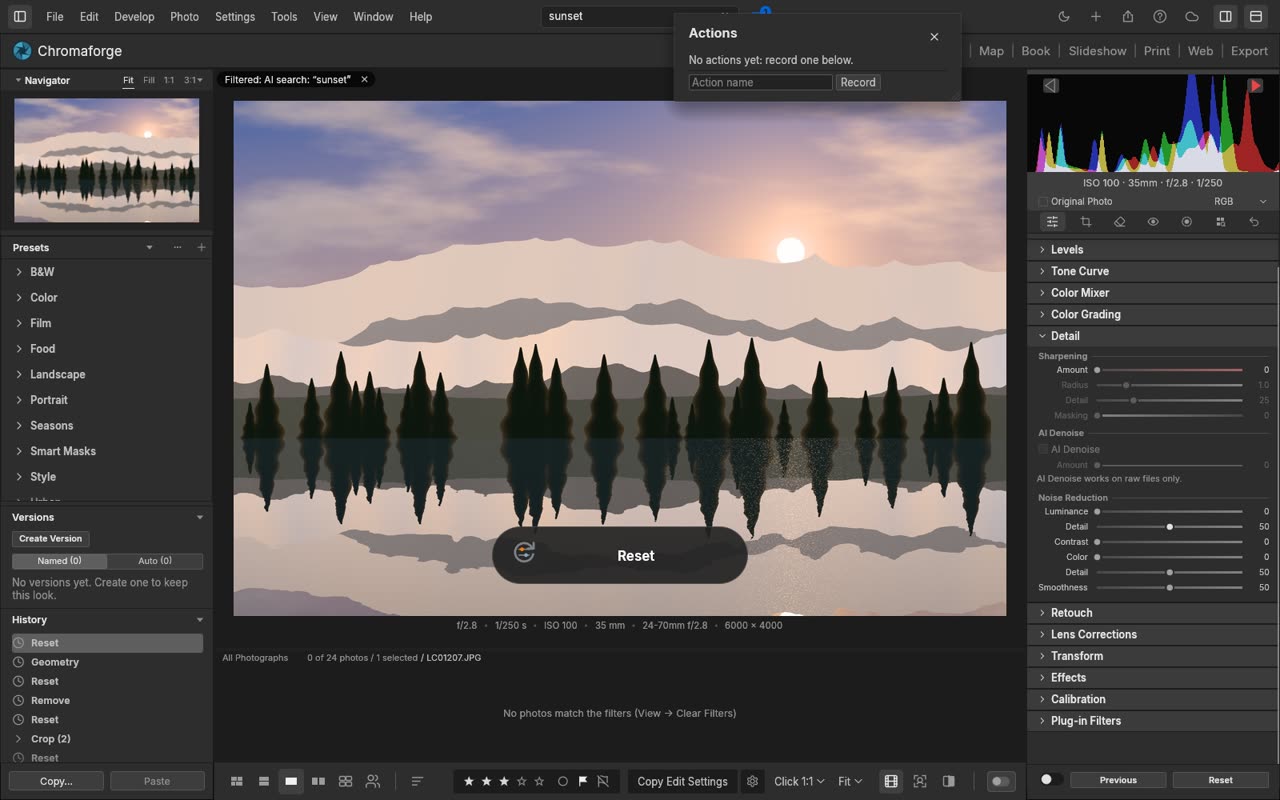 File Edit Develop Photo Settings Tools View Window Help
sunset
Actions
No actions yet: record one below.
Action name Record
Chromaforge
Map Book Slideshow Print Web Export
Navigator Fit Fill 1:1 3:1
Filtered: AI search: “sunset”
ISO 100 · 35mm · f/2.8 · 1/250
Original Photo RGB
Presets
B&W
Color
Film
Food
Landscape
Portrait
Seasons
Smart Masks
Style
Versions
Create Version
Named (0) Auto (0)
No versions yet. Create one to keep
this look.
History
Reset
Geometry
Reset
Remove
Reset
Crop (2)
Reset
Copy... Paste
Reset
f/2.8 • 1/250 s • ISO 100 • 35 mm • 24-70mm f/2.8 • 6000 × 4000
All Photographs 0 of 24 photos / 1 selected / LC01207.JPG
No photos match the filters (View → Clear Filters)
Copy Edit Settings Click 1:1 Fit
Levels
Tone Curve
Color Mixer
Color Grading
Detail
Sharpening
Amount 0
Radius 1.0
Detail 25
Masking 0
AI Denoise
AI Denoise
Amount 0
AI Denoise works on raw files only.
Noise Reduction
Luminance 0
Detail 50
Contrast 0
Color 0
Detail 50
Smoothness 50
Retouch
Lens Corrections
Transform
Effects
Calibration
Plug-in Filters
Previous Reset